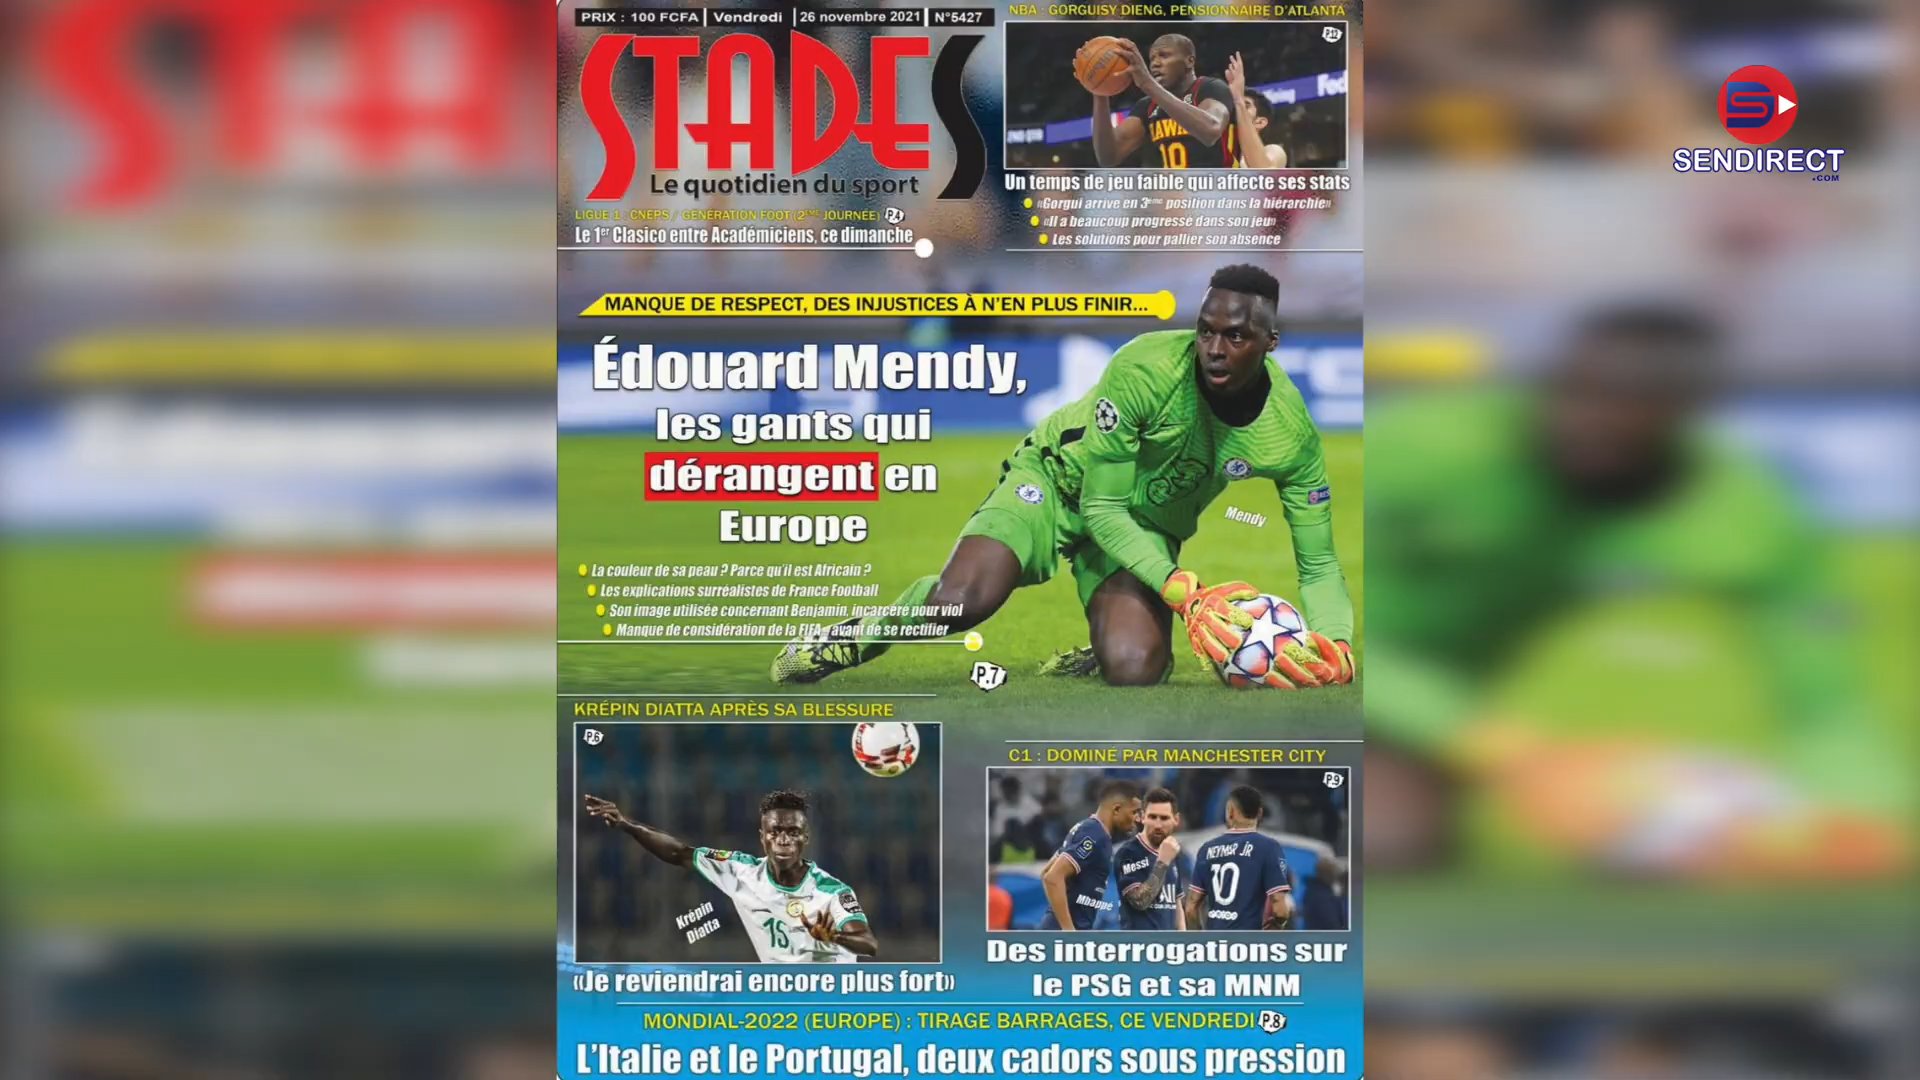 PRIX : 100 FCFA | Vendredi | 26 novembre 2021 | N°5427
STADES
Le quotidien du sport
LIGUE 1 : CNEPS / GÉNÉRATION FOOT (2ÈME JOURNÉE) P.4
Le 1er Clasico entre Académiciens, ce dimanche
NBA : GORGUISY DIENG, PENSIONNAIRE D'ATLANTA
P.12
HAWKS
10
Un temps de jeu faible qui affecte ses stats
«Gorgui arrive en 3ème position dans la hiérarchie»
«Il a beaucoup progressé dans son jeu»
Les solutions pour pallier son absence
SENDIRECT
.COM
MANQUE DE RESPECT, DES INJUSTICES À N'EN PLUS FINIR...
Édouard Mendy,
les gants qui
dérangent en
Europe
Mendy
La couleur de sa peau ? Parce qu'il est Africain ?
Les explications surréalistes de France Football
Son image utilisée concernant Benjamin, incarcéré pour viol
Manque de considération de la FIFA, avant de se rectifier
P.7
KRÉPIN DIATTA APRÈS SA BLESSURE
P.6
Krépin
Diatta
15
«Je reviendrai encore plus fort»
C1 : DOMINÉ PAR MANCHESTER CITY
P.9
Mbappé
Messi
NEYMAR JR
10
Des interrogations sur
le PSG et sa MNM
MONDIAL-2022 (EUROPE) : TIRAGE BARRAGES, CE VENDREDI P.8
L'Italie et le Portugal, deux cadors sous pression